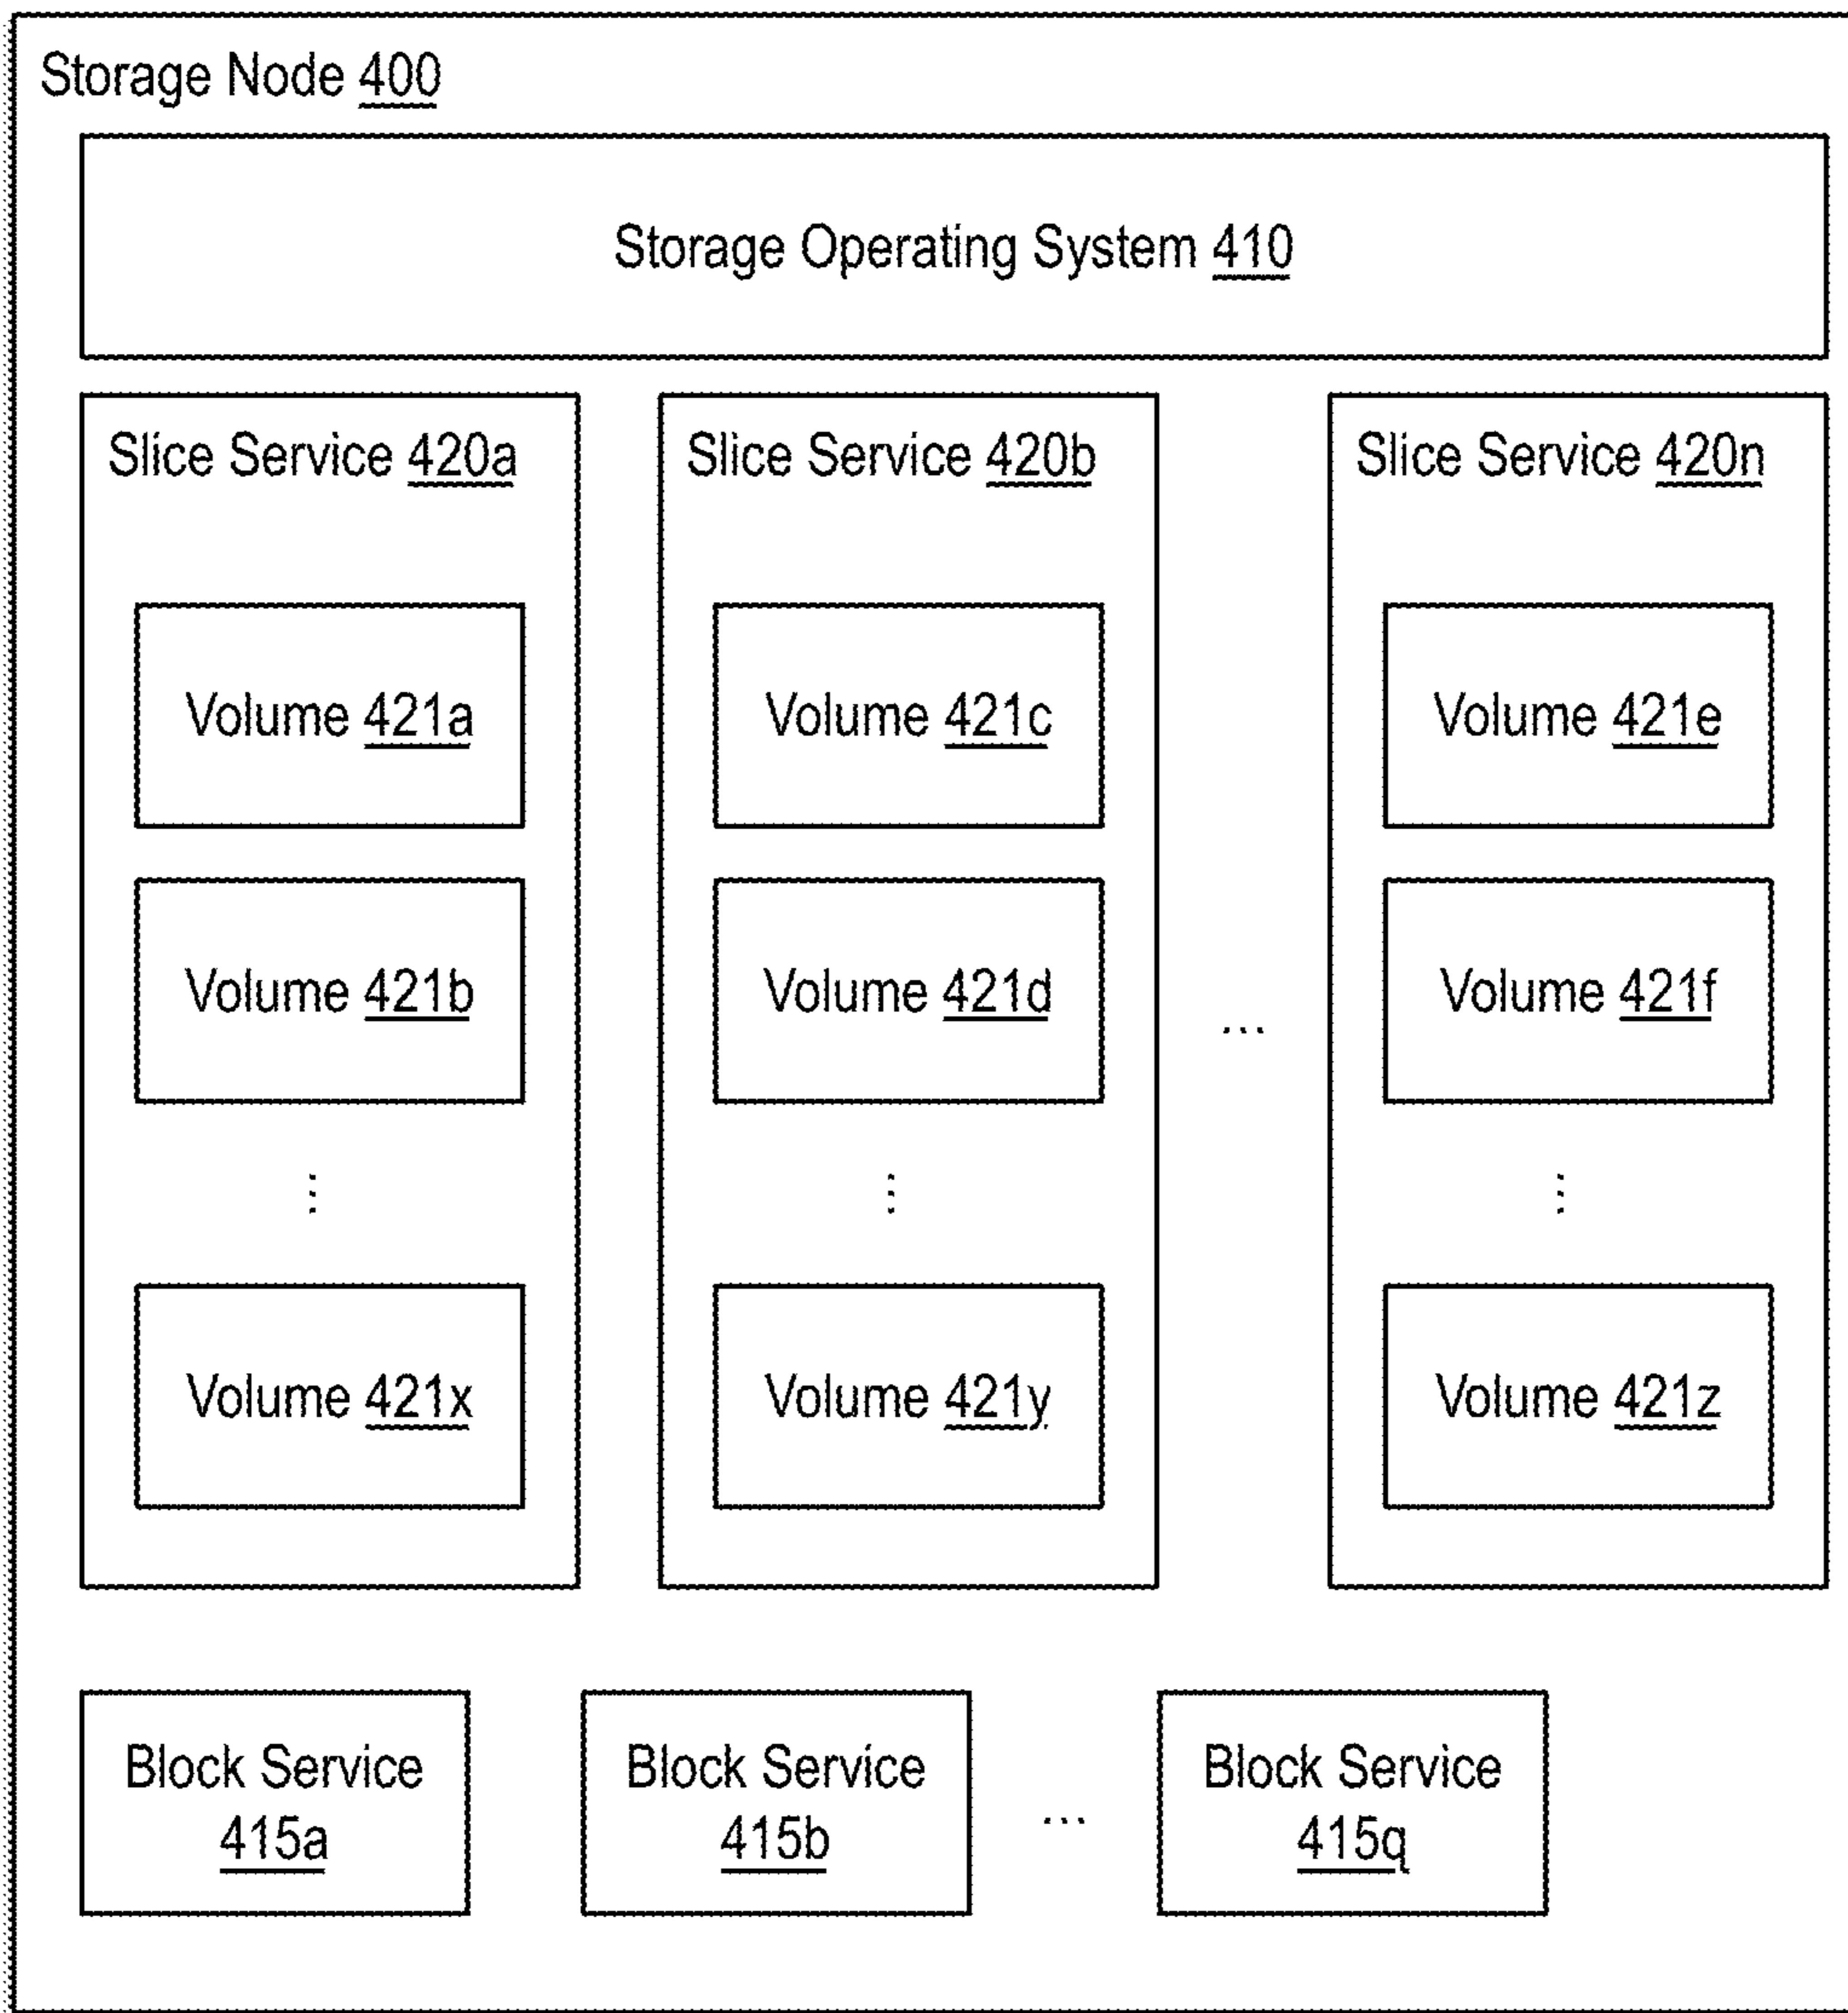 Storage Node 400
Storage Operating System 410
Slice Service 420a
Volume 421a
Volume 421b
⋮
Volume 421x
Slice Service 420b
Volume 421c
Volume 421d
⋮
Volume 421y
...
Slice Service 420n
Volume 421e
Volume 421f
⋮
Volume 421z
Block Service
415a
Block Service
415b
...
Block Service
415q